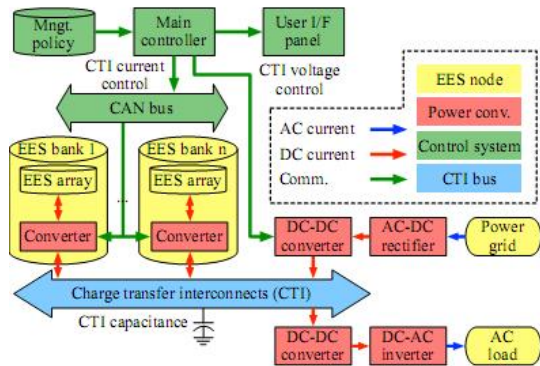 Mngt.
policy
Main
controller
User I/F
panel
CTI current
control
CTI voltage
control
CAN bus
EES node
Power conv.
Control system
CTI bus
AC current
DC current
Comm.
EES bank 1
EES array
Converter
...
EES bank n
EES array
Converter
DC-DC
converter
AC-DC
rectifier
Power
grid
Charge transfer interconnects (CTI)
CTI capacitance
DC-DC
converter
DC-AC
inverter
AC
load